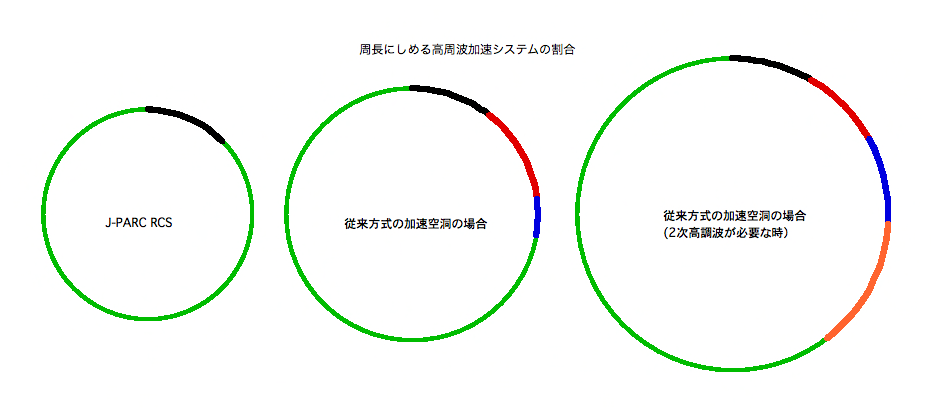 周長にしめる高周波加速システムの割合
J-PARC RCS
従来方式の加速空洞の場合
従来方式の加速空洞の場合
(2次高調波が必要な時）